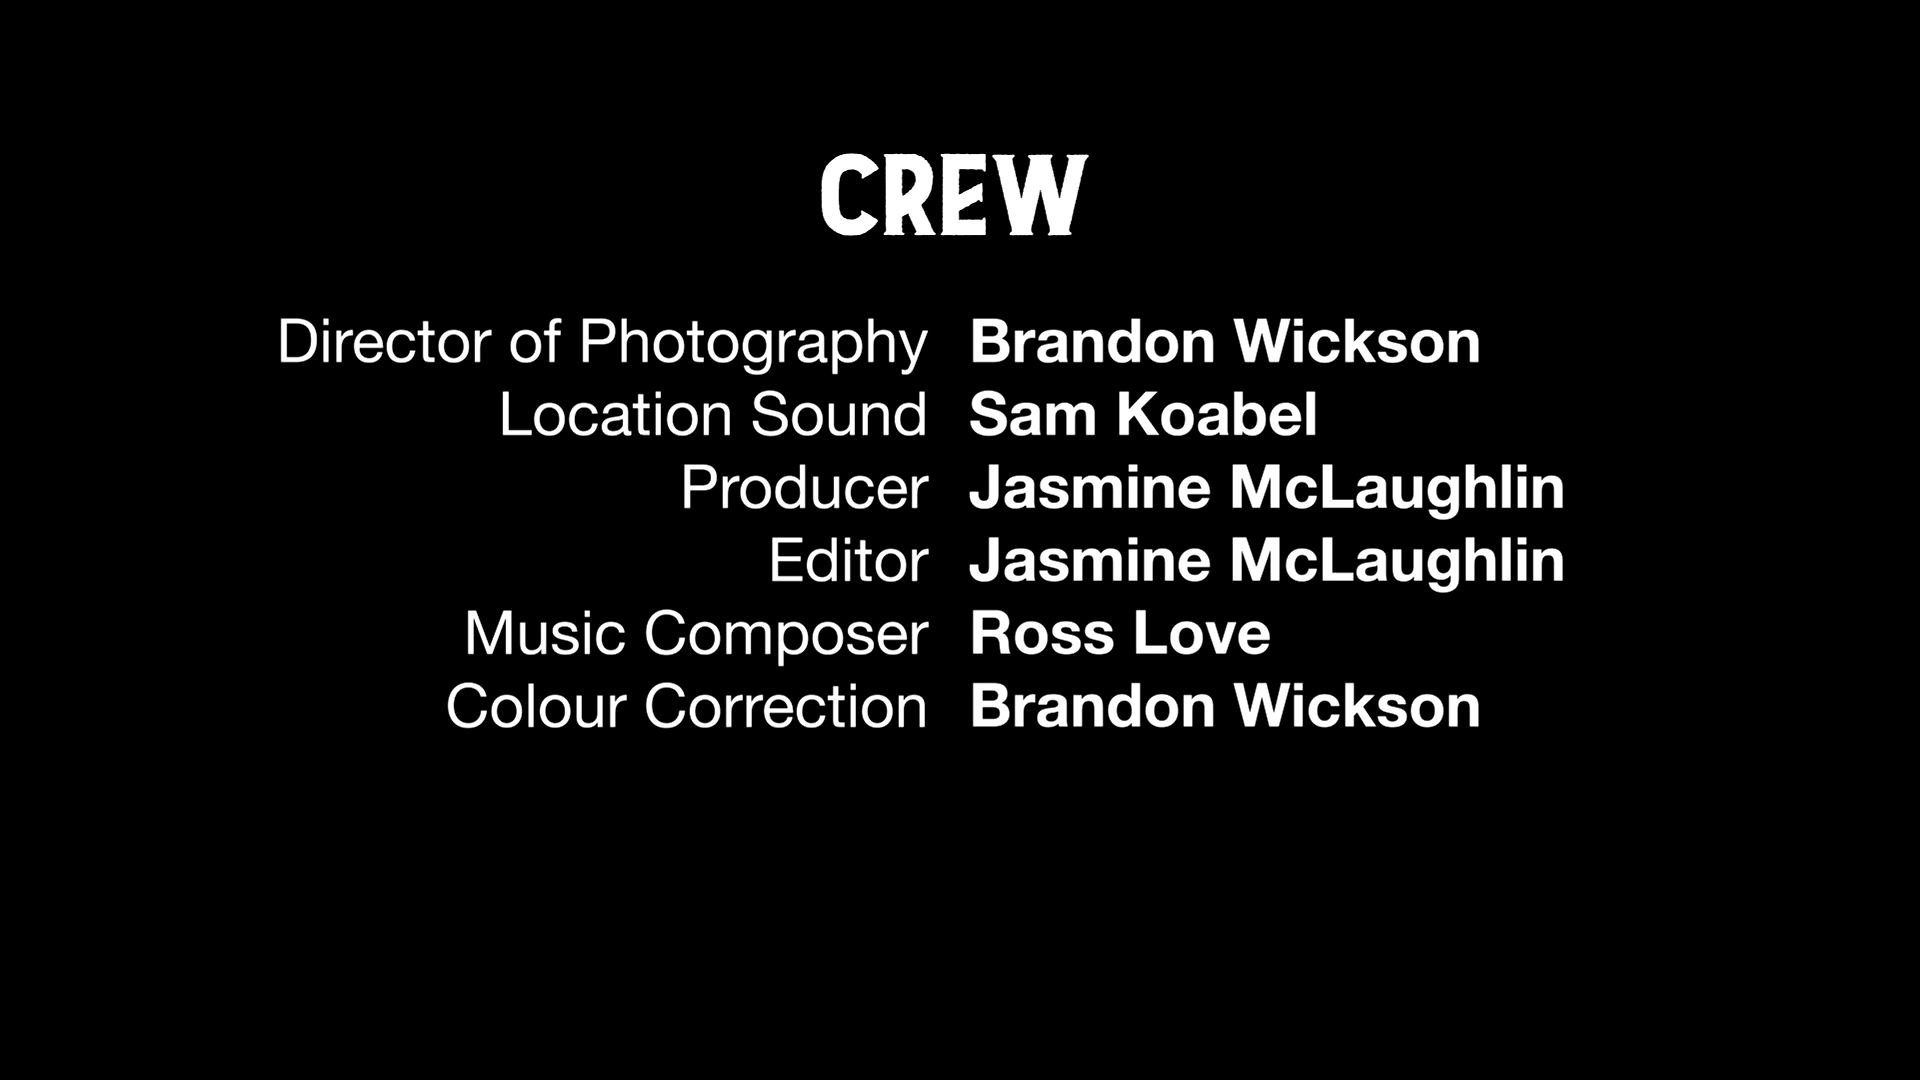 CREW
Director of Photography Brandon Wickson
Location Sound Sam Koabel
Producer Jasmine McLaughlin
Editor Jasmine McLaughlin
Music Composer Ross Love
Colour Correction Brandon Wickson